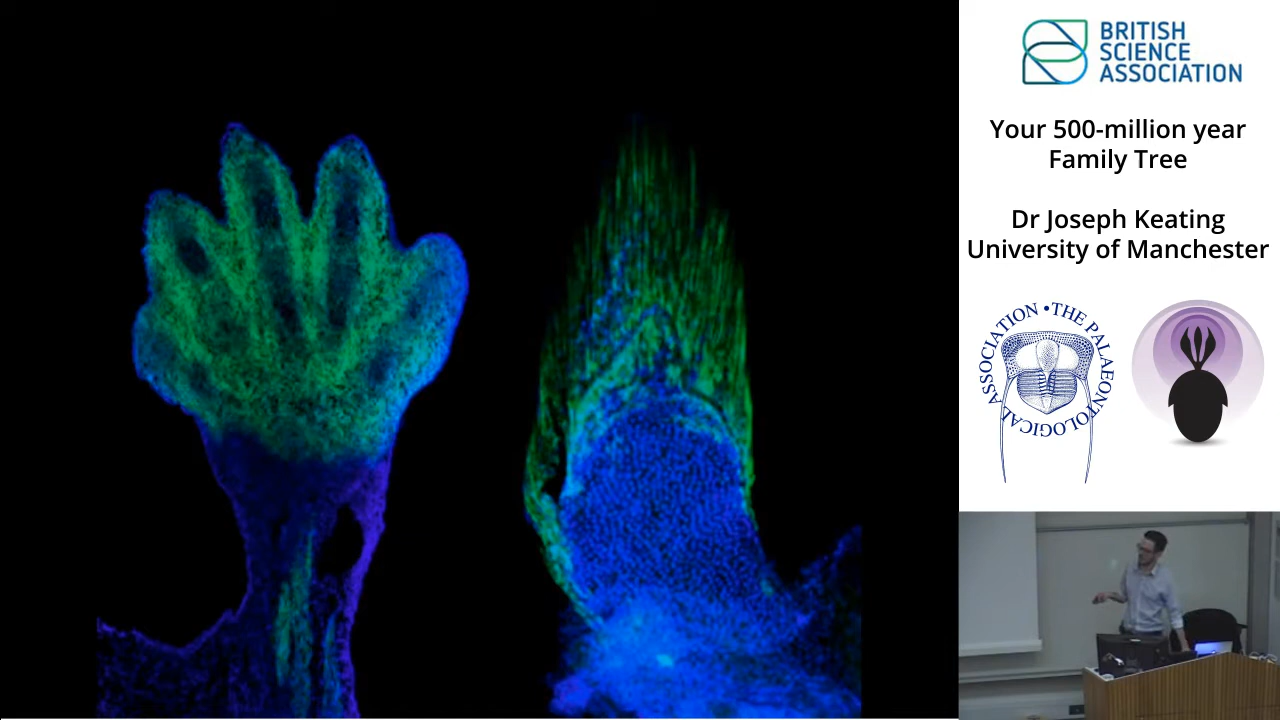 BRITISH
SCIENCE
ASSOCIATION
Your 500-million year
Family Tree
Dr Joseph Keating
University of Manchester
THE PALAEONTOLOGICAL ASSOCIATION •